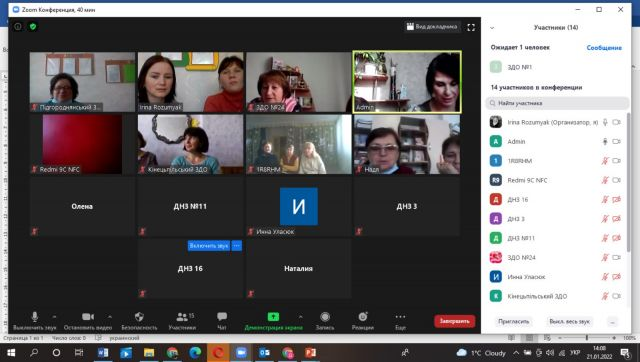 Zoom Конференция, 40 мин
Вид докладчика
Підгороднянський З...
Irina Rozumyak
ЗДО №24
Admin
Redmi 9C NFC
Кінецьпільський ЗДО
1R8RHM
Надя
Олена
ДНЗ №11
И
Инна Уласюк
ДНЗ 3
Включить звук
...
ДНЗ 16
Наталия
Выключить звук
Остановить видео
Безопасность
15
Участники
Чат
Демонстрация экрана
Запись
Реакции
Еще
Завершить
Участники (14)
Ожидает 1 человек
Сообщение
З
ЗДО №1
14 участников в конференции
Найти участника
Irina Rozumyak (Организатор, я)
A
Admin
1
1R8RHM
R9
Redmi 9C NFC
Д
ДНЗ 16
Д
ДНЗ 3
Д
ДНЗ №11
ЗДО №24
И
Инна Уласюк
К
Кінецьпільський ЗДО
Пригласить
Выкл. весь звук
...
Страница 1 из 1
Число слов: 0
украинский
100%
1°C Cloudy
УКР
14:08
21.01.2022